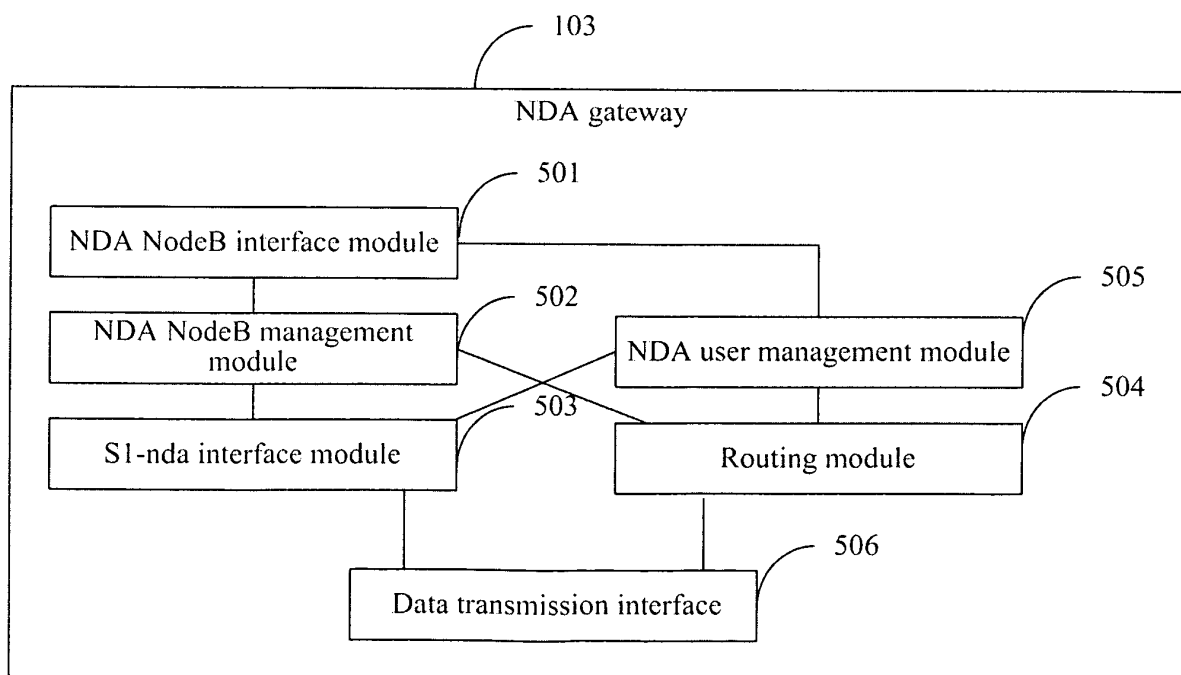 103
NDA gateway
501
NDA NodeB interface module
505
502
NDA NodeB management
module
NDA user management module
504
503
S1-nda interface module
Routing module
506
Data transmission interface